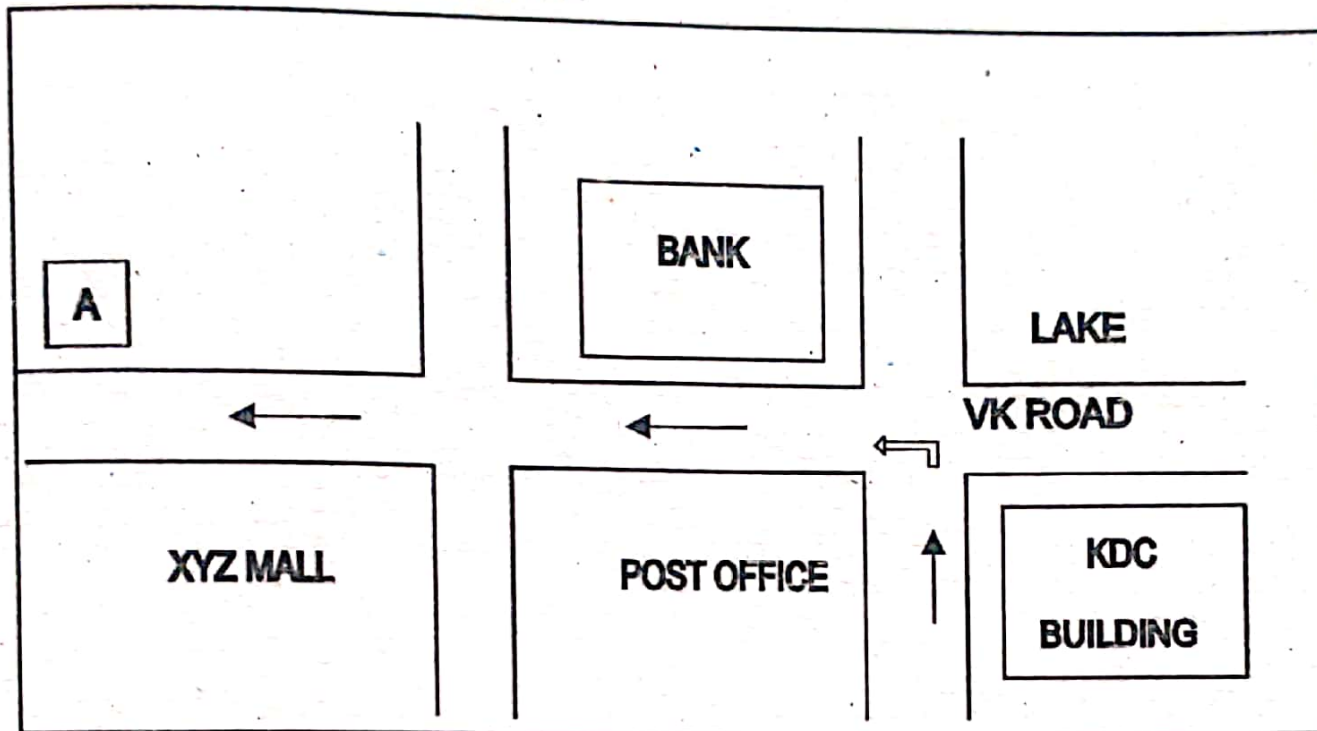 BANK
A
LAKE
VK ROAD
XYZ MALL
POST OFFICE
KDC
BUILDING